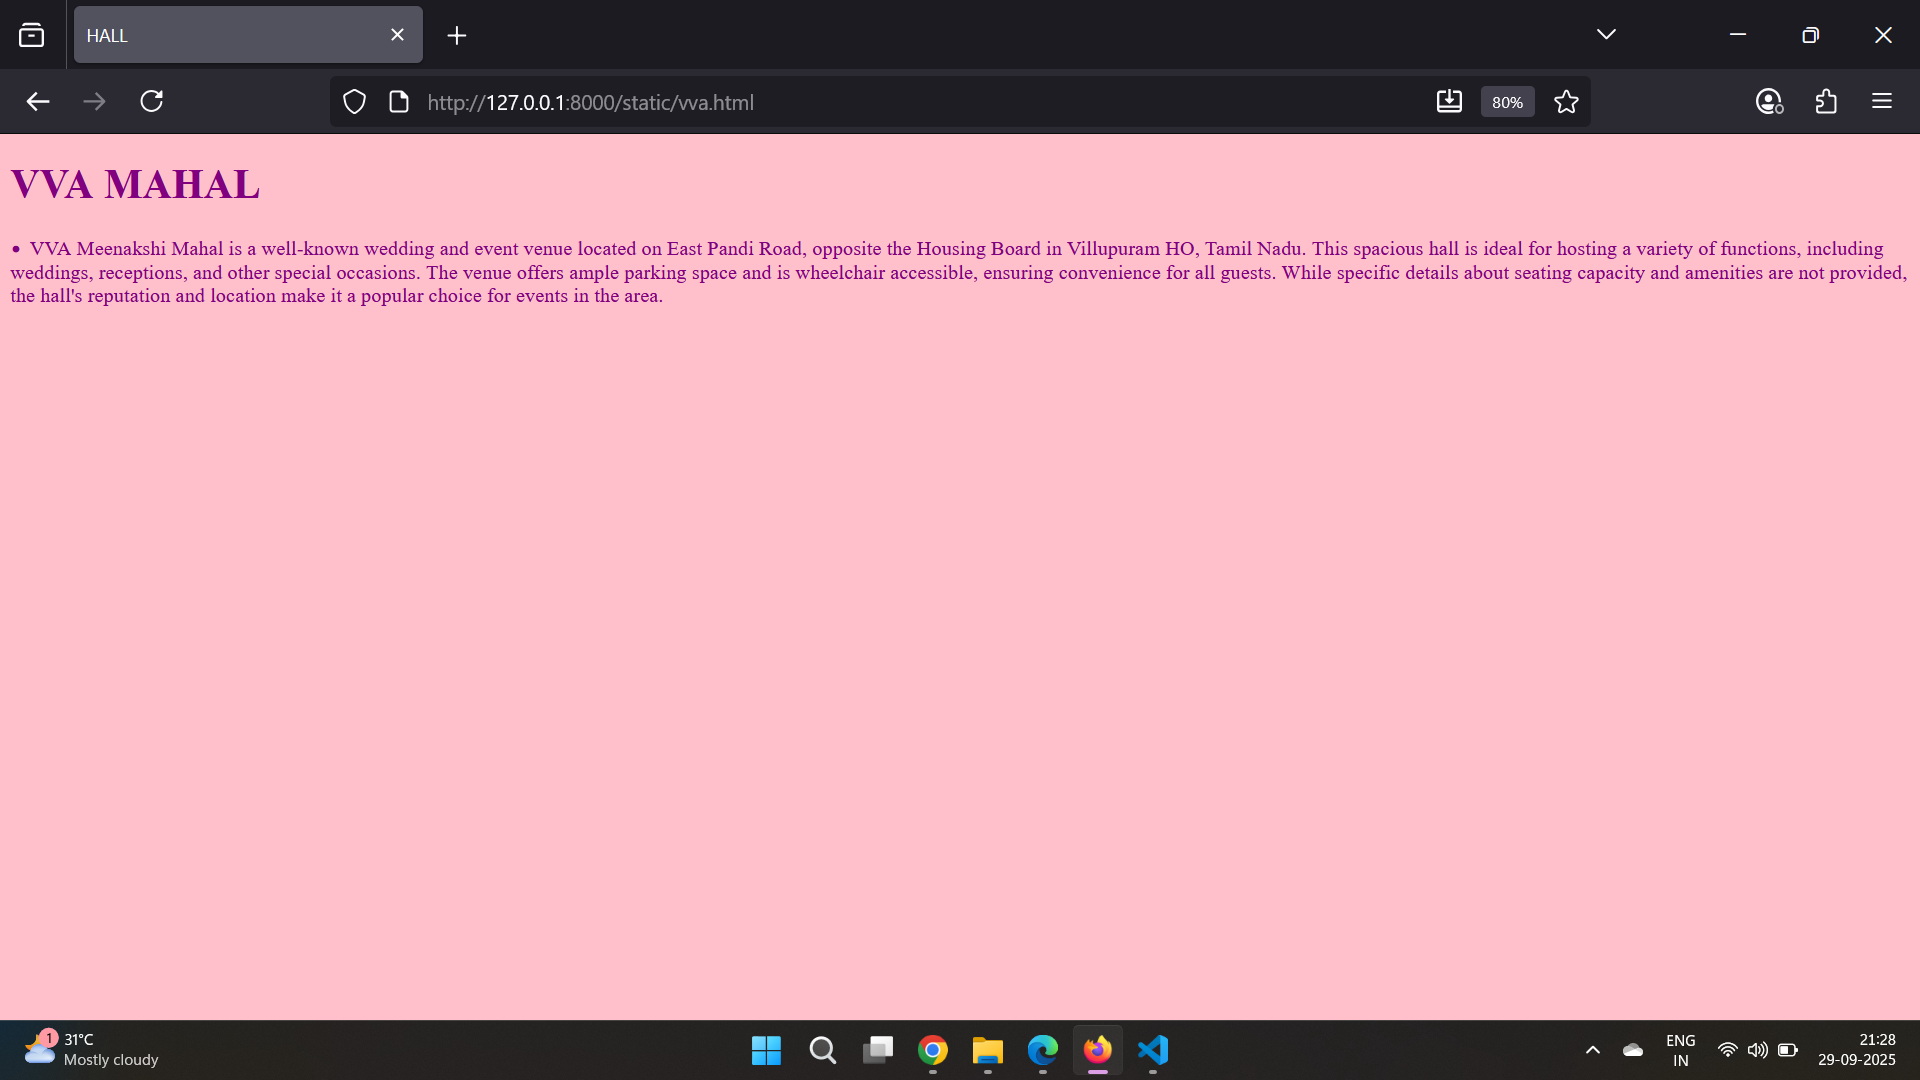 HALL
http://127.0.0.1:8000/static/vva.html
80%
VVA MAHAL
• VVA Meenakshi Mahal is a well-known wedding and event venue located on East Pandi Road, opposite the Housing Board in Villupuram HO, Tamil Nadu. This spacious hall is ideal for hosting a variety of functions, including
weddings, receptions, and other special occasions. The venue offers ample parking space and is wheelchair accessible, ensuring convenience for all guests. While specific details about seating capacity and amenities are not provided,
the hall's reputation and location make it a popular choice for events in the area.
1
31°C
Mostly cloudy
ENG
IN
21:28
29-09-2025